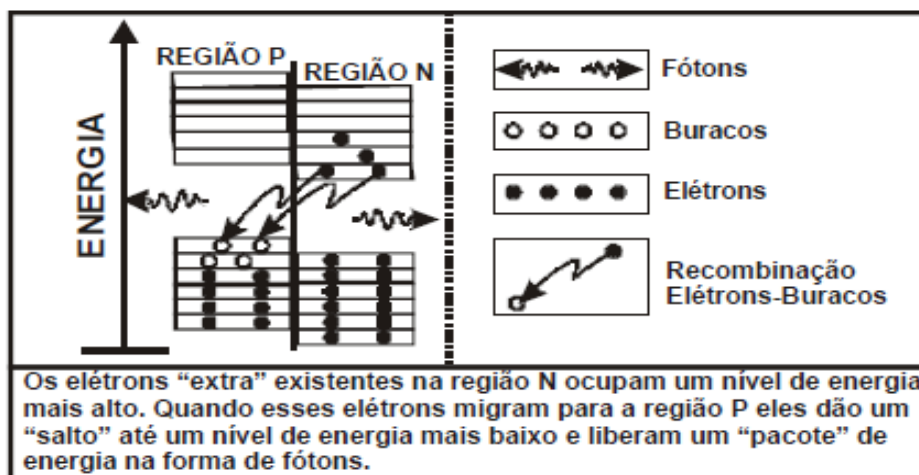 REGIÃO P
REGIÃO N
ENERGIA
Fótons
Buracos
Elétrons
Recombinação
Elétrons-Buracos
Os elétrons “extra” existentes na região N ocupam um nível de energia
mais alto. Quando esses elétrons migram para a região P eles dão um
“salto” até um nível de energia mais baixo e liberam um “pacote” de
energia na forma de fótons.